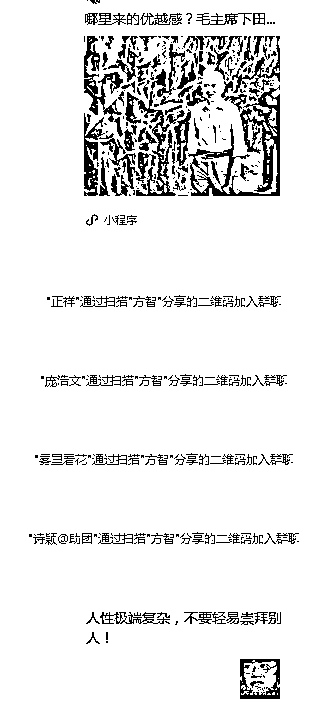 哪里来的优越感？毛主席下田...
小程序
"正祥"通过扫描"方智"分享的二维码加入群聊
"庞浩文"通过扫描"方智"分享的二维码加入群聊
"雾里看花"通过扫描"方智"分享的二维码加入群聊
"诗颖@助团"通过扫描"方智"分享的二维码加入群聊
人性极端复杂，不要轻易崇拜别
人！